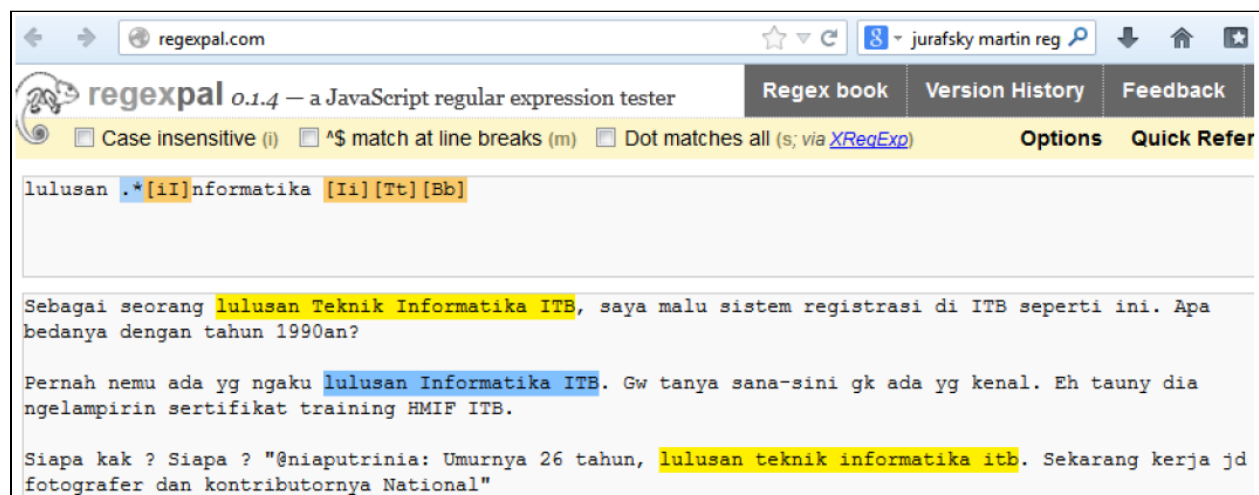 regexpal.com
jurafsky martin reg
regexpal 0.1.4 — a JavaScript regular expression tester
Regex book
Version History
Feedback
Case insensitive (i)
^$ match at line breaks (m)
Dot matches all (s; via XRegExp)
Options
Quick Refer
lulusan .*[iI]nformatika [Ii][Tt][Bb]
Sebagai seorang lulusan Teknik Informatika ITB, saya malu sistem registrasi di ITB seperti ini. Apa
bedanya dengan tahun 1990an?
Pernah nemu ada yg ngaku lulusan Informatika ITB. Gw tanya sana-sini gk ada yg kenal. Eh tauny dia
ngelampirin sertifikat training HMIF ITB.
Siapa kak ? Siapa ? "@niaputrinia: Umurnya 26 tahun, lulusan teknik informatika itb. Sekarang kerja jd
fotografer dan kontributornya National"